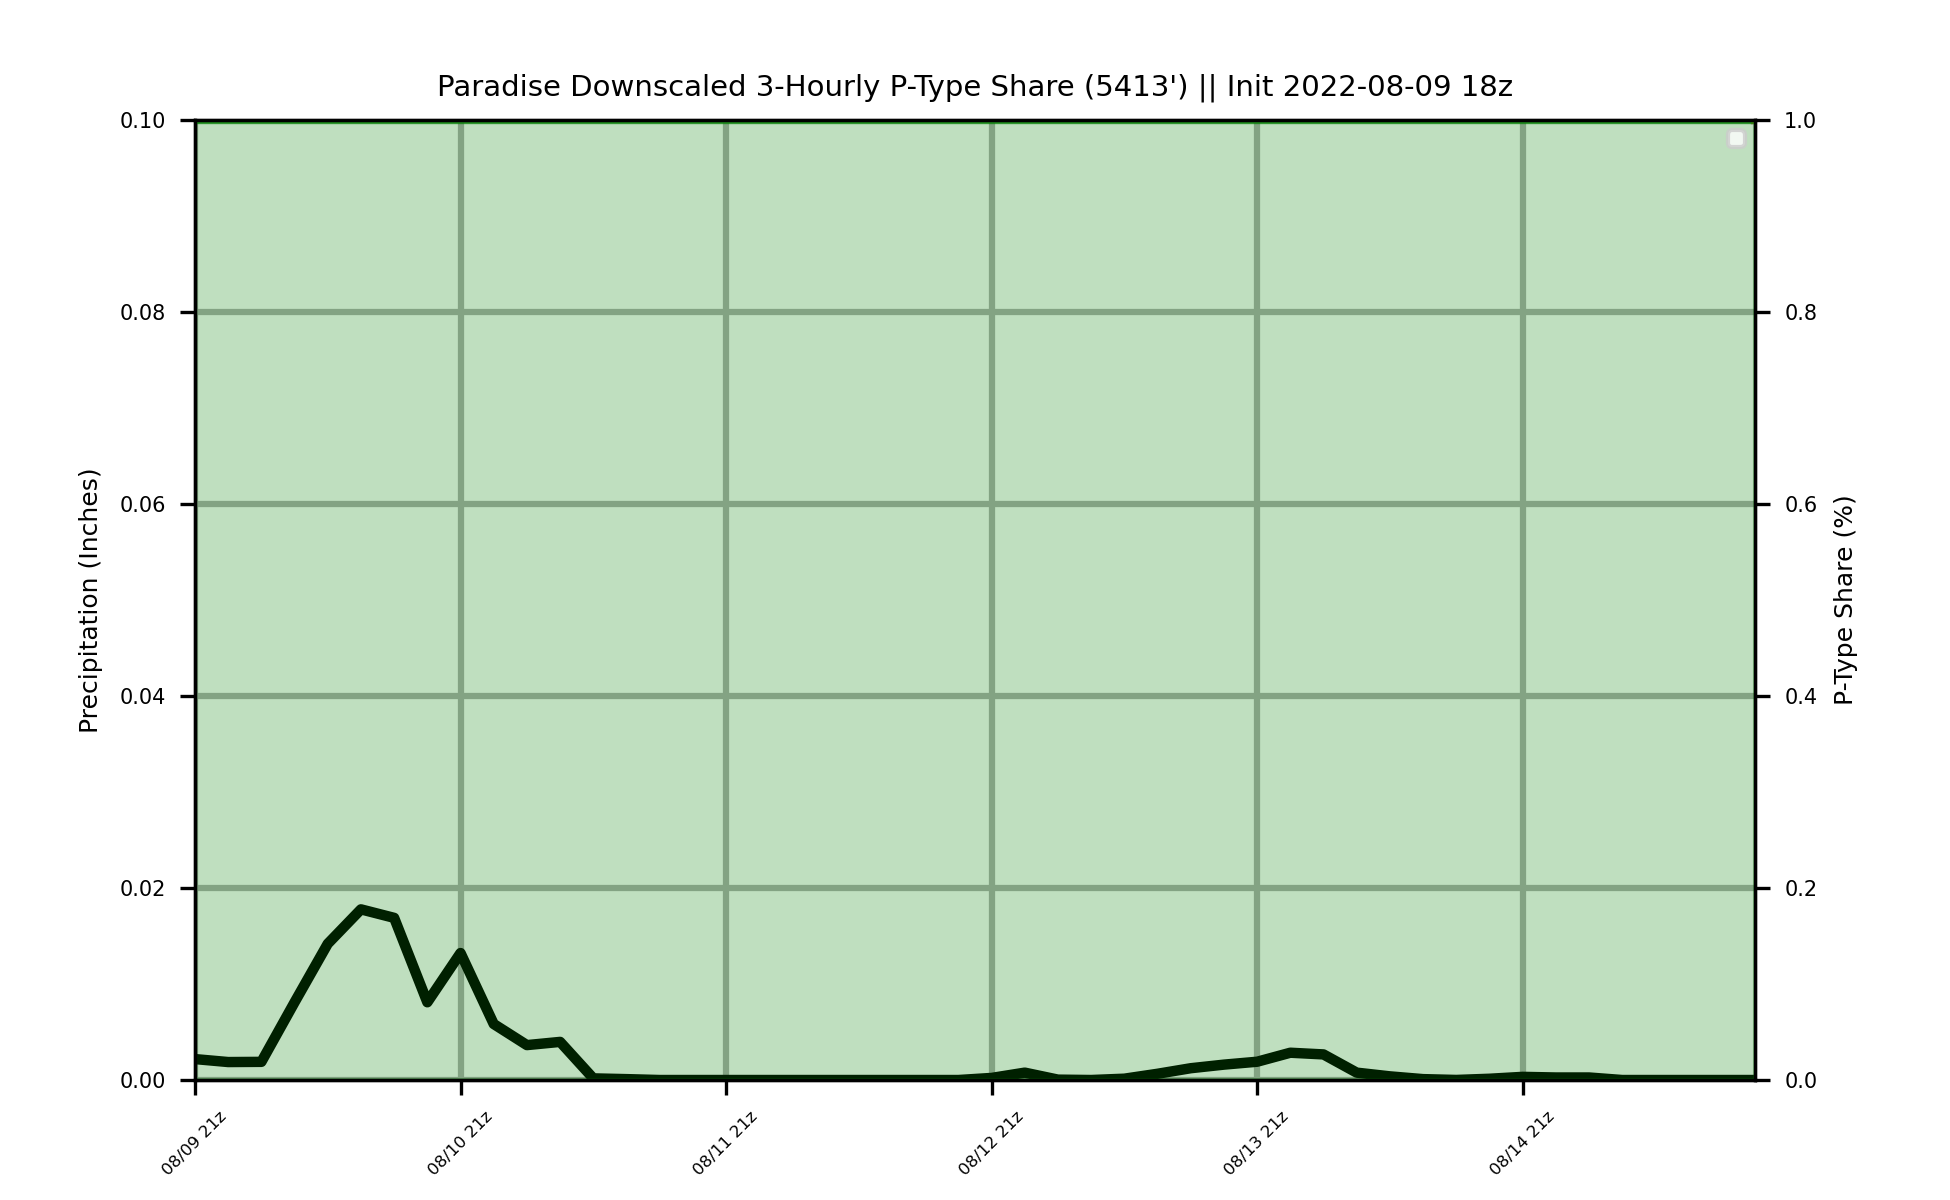 Paradise Downscaled 3-Hourly P-Type Share (5413') || Init 2022-08-09 18z
0.10
0.08
0.06
0.04
0.02
0.00
Precipitation (Inches)
1.0
0.8
0.6
0.4
0.2
0.0
P-Type Share (%)
08/09 21z
08/10 21z
08/11 21z
08/12 21z
08/13 21z
08/14 21z